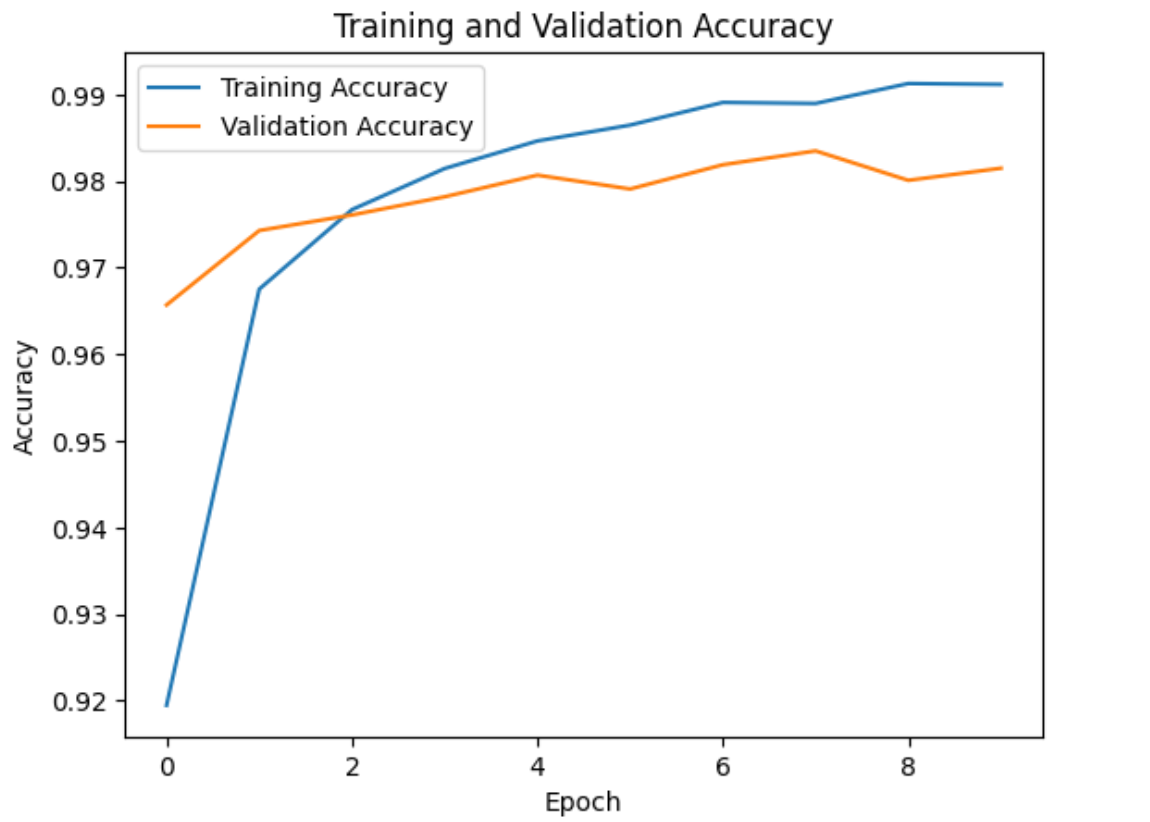 Training and Validation Accuracy
Training Accuracy
Validation Accuracy
0.99
0.98
0.97
0.96
0.95
0.94
0.93
0.92
Accuracy
0 2 4 6 8
Epoch